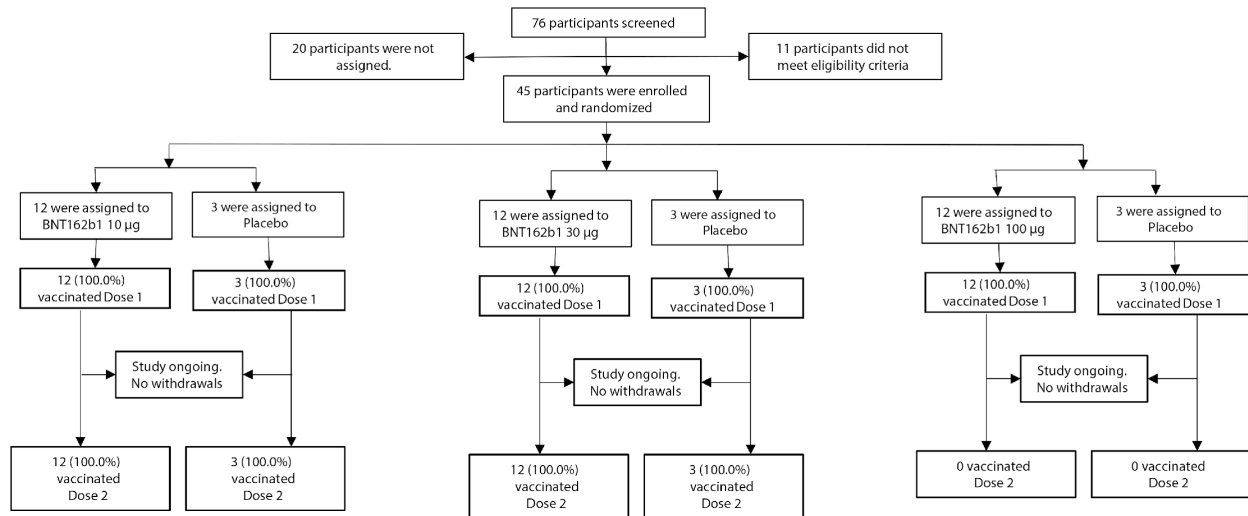 76 participants screened
20 participants were not
assigned.
11 participants did not
meet eligibility criteria
45 participants were enrolled
and randomized
12 were assigned to
BNT162b1 10 µg
3 were assigned to
Placebo
12 were assigned to
BNT162b1 30 µg
3 were assigned to
Placebo
12 were assigned to
BNT162b1 100 µg
3 were assigned to
Placebo
12 (100.0%)
vaccinated Dose 1
3 (100.0%)
vaccinated Dose 1
12 (100.0%)
vaccinated Dose 1
3 (100.0%)
vaccinated Dose 1
12 (100.0%)
vaccinated Dose 1
3 (100.0%)
vaccinated Dose 1
Study ongoing.
No withdrawals
Study ongoing.
No withdrawals
Study ongoing.
No withdrawals
12 (100.0%)
vaccinated
Dose 2
3 (100.0%)
vaccinated
Dose 2
12 (100.0%)
vaccinated
Dose 2
3 (100.0%)
vaccinated
Dose 2
0 vaccinated
Dose 2
0 vaccinated
Dose 2